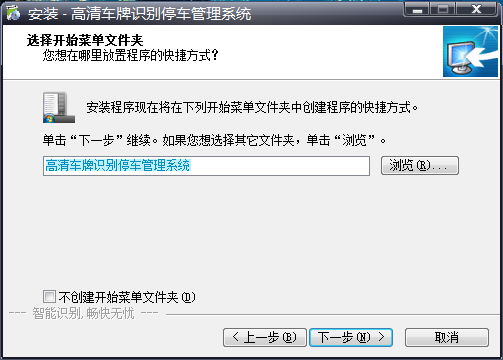 安装 - 高清车牌识别停车管理系统
选择开始菜单文件夹
您想在哪里放置程序的快捷方式？
安装程序现在将在下列开始菜单文件夹中创建程序的快捷方式。
单击“下一步”继续。如果您想选择其它文件夹，单击“浏览”。
高清车牌识别停车管理系统
浏览(R)...
不创建开始菜单文件夹(D)
--- 智能识别,畅快无忧 ---
< 上一步(B)
下一步(N) >
取消